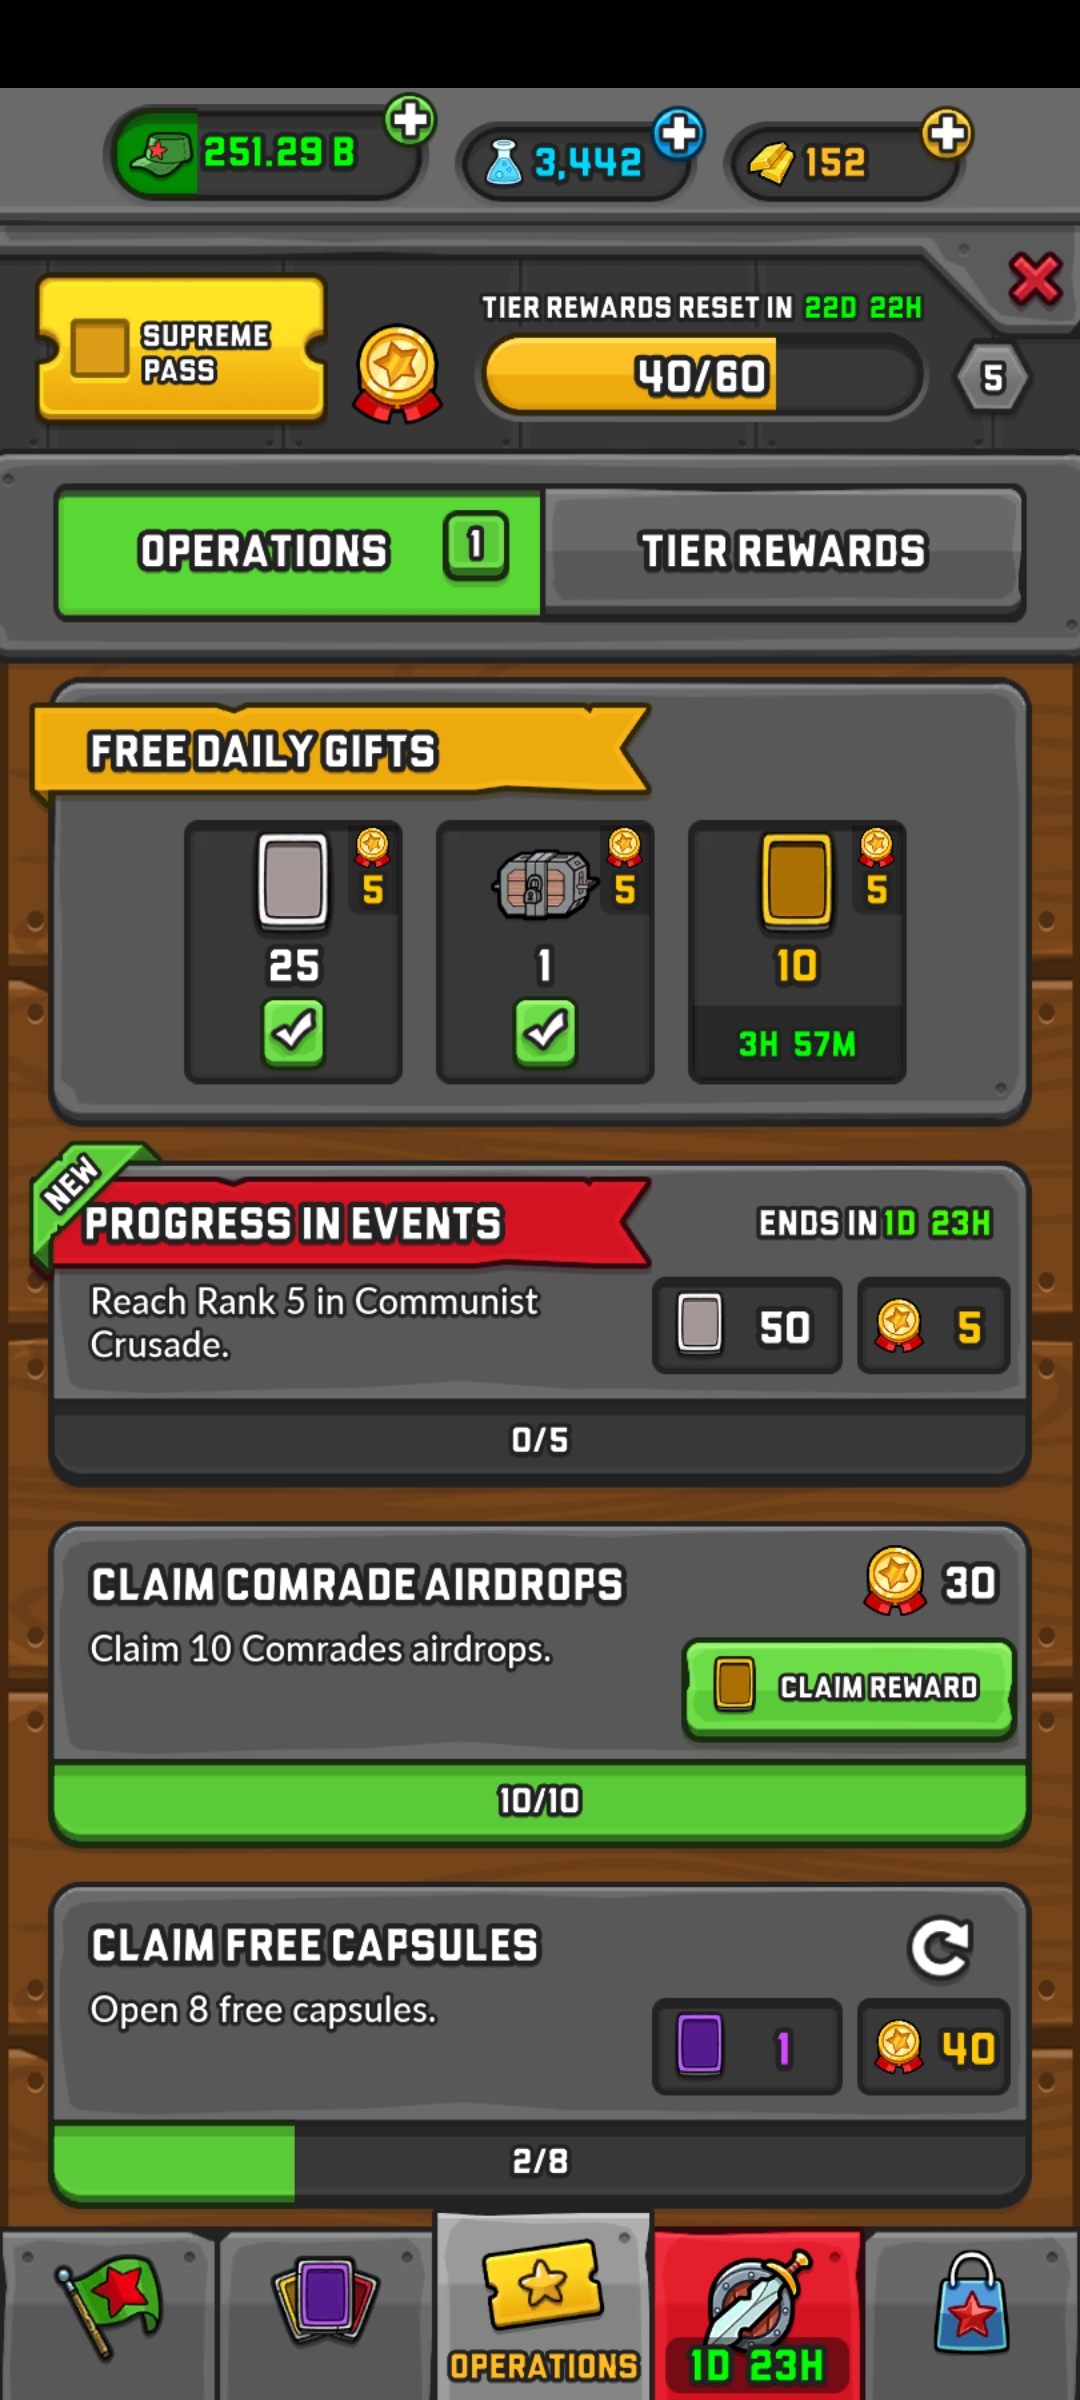 251.29 B
3,442
152
SUPREME
PASS
TIER REWARDS RESET IN 22D 22H
40/60
5
OPERATIONS 1
TIER REWARDS
FREE DAILY GIFTS
5
5
5
25
1
10
3H 57M
NEW
PROGRESS IN EVENTS
ENDS IN 1D 23H
Reach Rank 5 in Communist
Crusade.
50
5
0/5
CLAIM COMRADE AIRDROPS
30
Claim 10 Comrades airdrops.
CLAIM REWARD
10/10
CLAIM FREE CAPSULES
Open 8 free capsules.
1
40
2/8
OPERATIONS
1D 23H